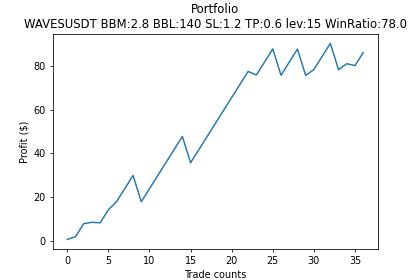 Portfolio
WAVESUSDT BBM:2.8 BBL:140 SL:1.2 TP:0.6 lev:15 WinRatio:78.0
80
60
40
20
0
Profit ($)
0 5 10 15 20 25 30 35
Trade counts